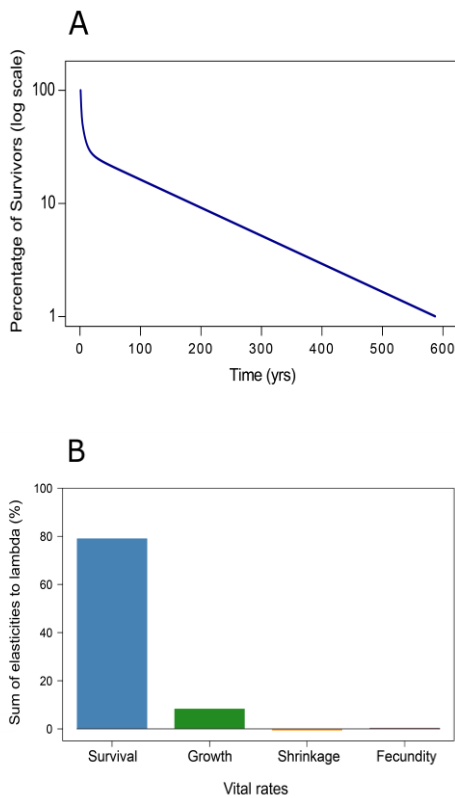 A
Percentatge of Survivors (log scale)
100
10
1
0 100 200 300 400 500 600
Time (yrs)
B
Sum of elasticities to lambda (%)
100
80
60
40
20
0
Survival Growth Shrinkage Fecundity
Vital rates